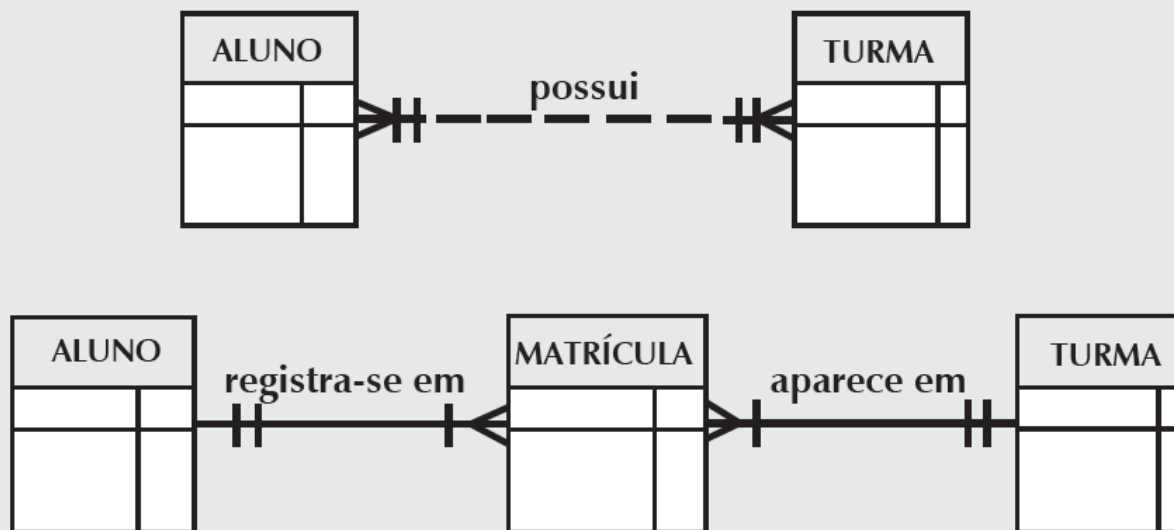 ALUNO
possui
TURMA
ALUNO
registra-se em
MATRÍCULA
aparece em
TURMA